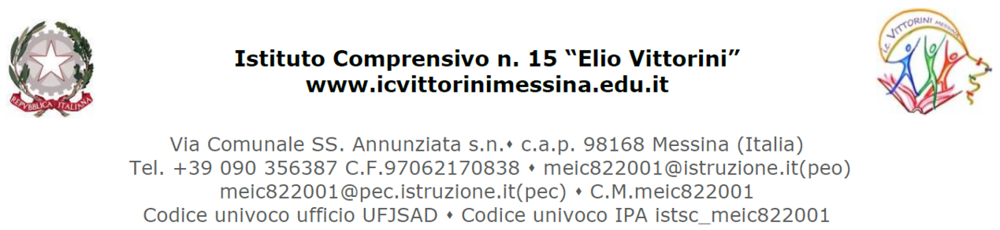 REPVBBLICA ITALIANA
I.C. VITTORINI MESSINA
Istituto Comprensivo n. 15 “Elio Vittorini”
www.icvittorinimessina.edu.it
Via Comunale SS. Annunziata s.n.⬧ c.a.p. 98168 Messina (Italia)
Tel. +39 090 356387 C.F.97062170838 ⬧ meic822001@istruzione.it(peo)
meic822001@pec.istruzione.it(pec) ⬧ C.M.meic822001
Codice univoco ufficio UFJSAD ⬧ Codice univoco IPA istsc_meic822001